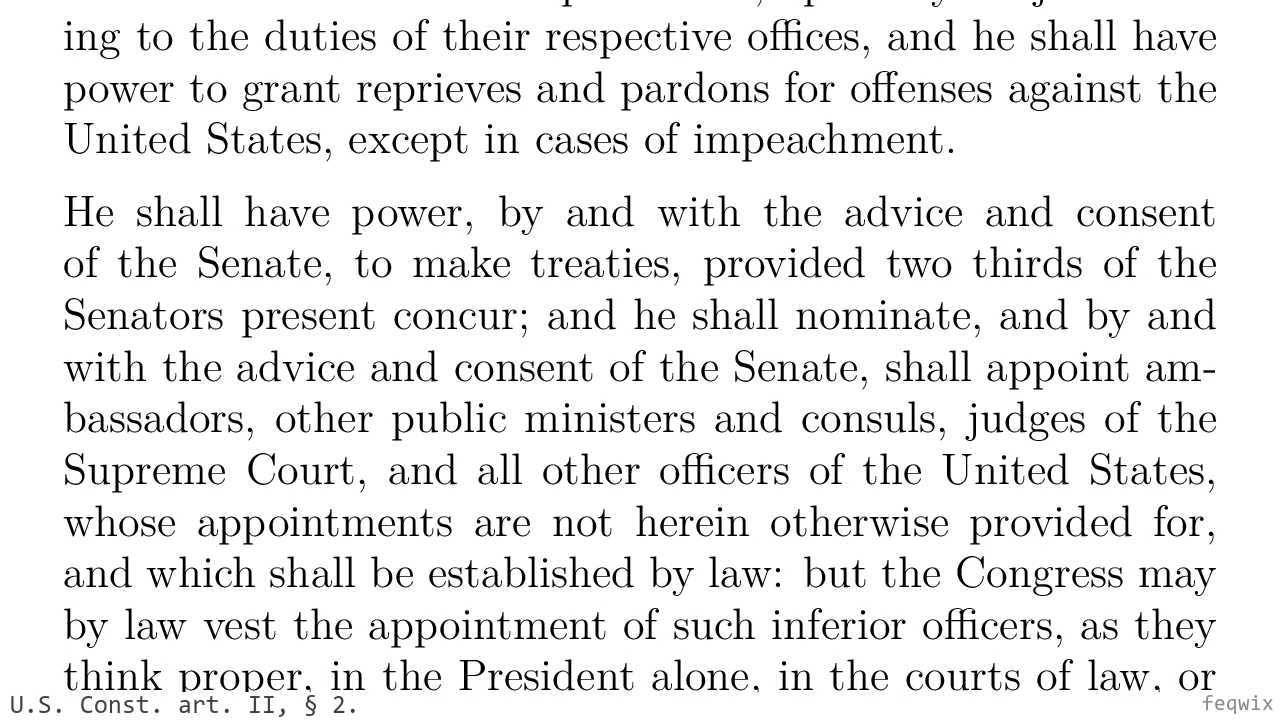 ing to the duties of their respective offices, and he shall have
power to grant reprieves and pardons for offenses against the
United States, except in cases of impeachment.
He shall have power, by and with the advice and consent
of the Senate, to make treaties, provided two thirds of the
Senators present concur; and he shall nominate, and by and
with the advice and consent of the Senate, shall appoint am-
bassadors, other public ministers and consuls, judges of the
Supreme Court, and all other officers of the United States,
whose appointments are not herein otherwise provided for,
and which shall be established by law: but the Congress may
by law vest the appointment of such inferior officers, as they
think proper, in the President alone, in the courts of law, or
U.S. Const. art. II, § 2.
feqwix